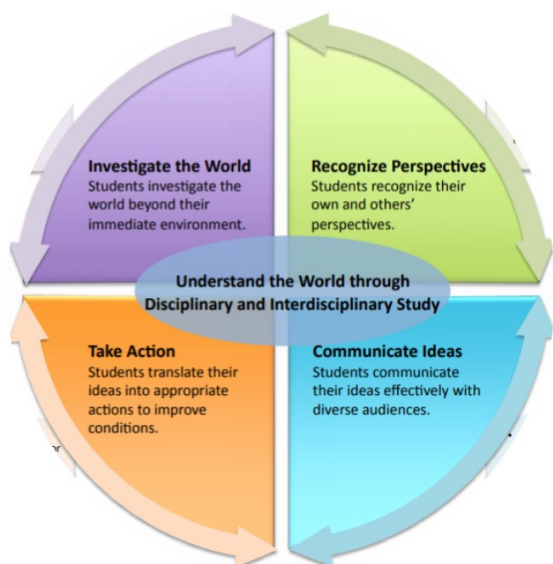 Investigate the World
Students investigate the
world beyond their
immediate environment.
Recognize Perspectives
Students recognize their
own and others'
perspectives.
Understand the World through
Disciplinary and Interdisciplinary Study
Take Action
Students translate their
ideas into appropriate
actions to improve
conditions.
Communicate Ideas
Students communicate
their ideas effectively with
diverse audiences.